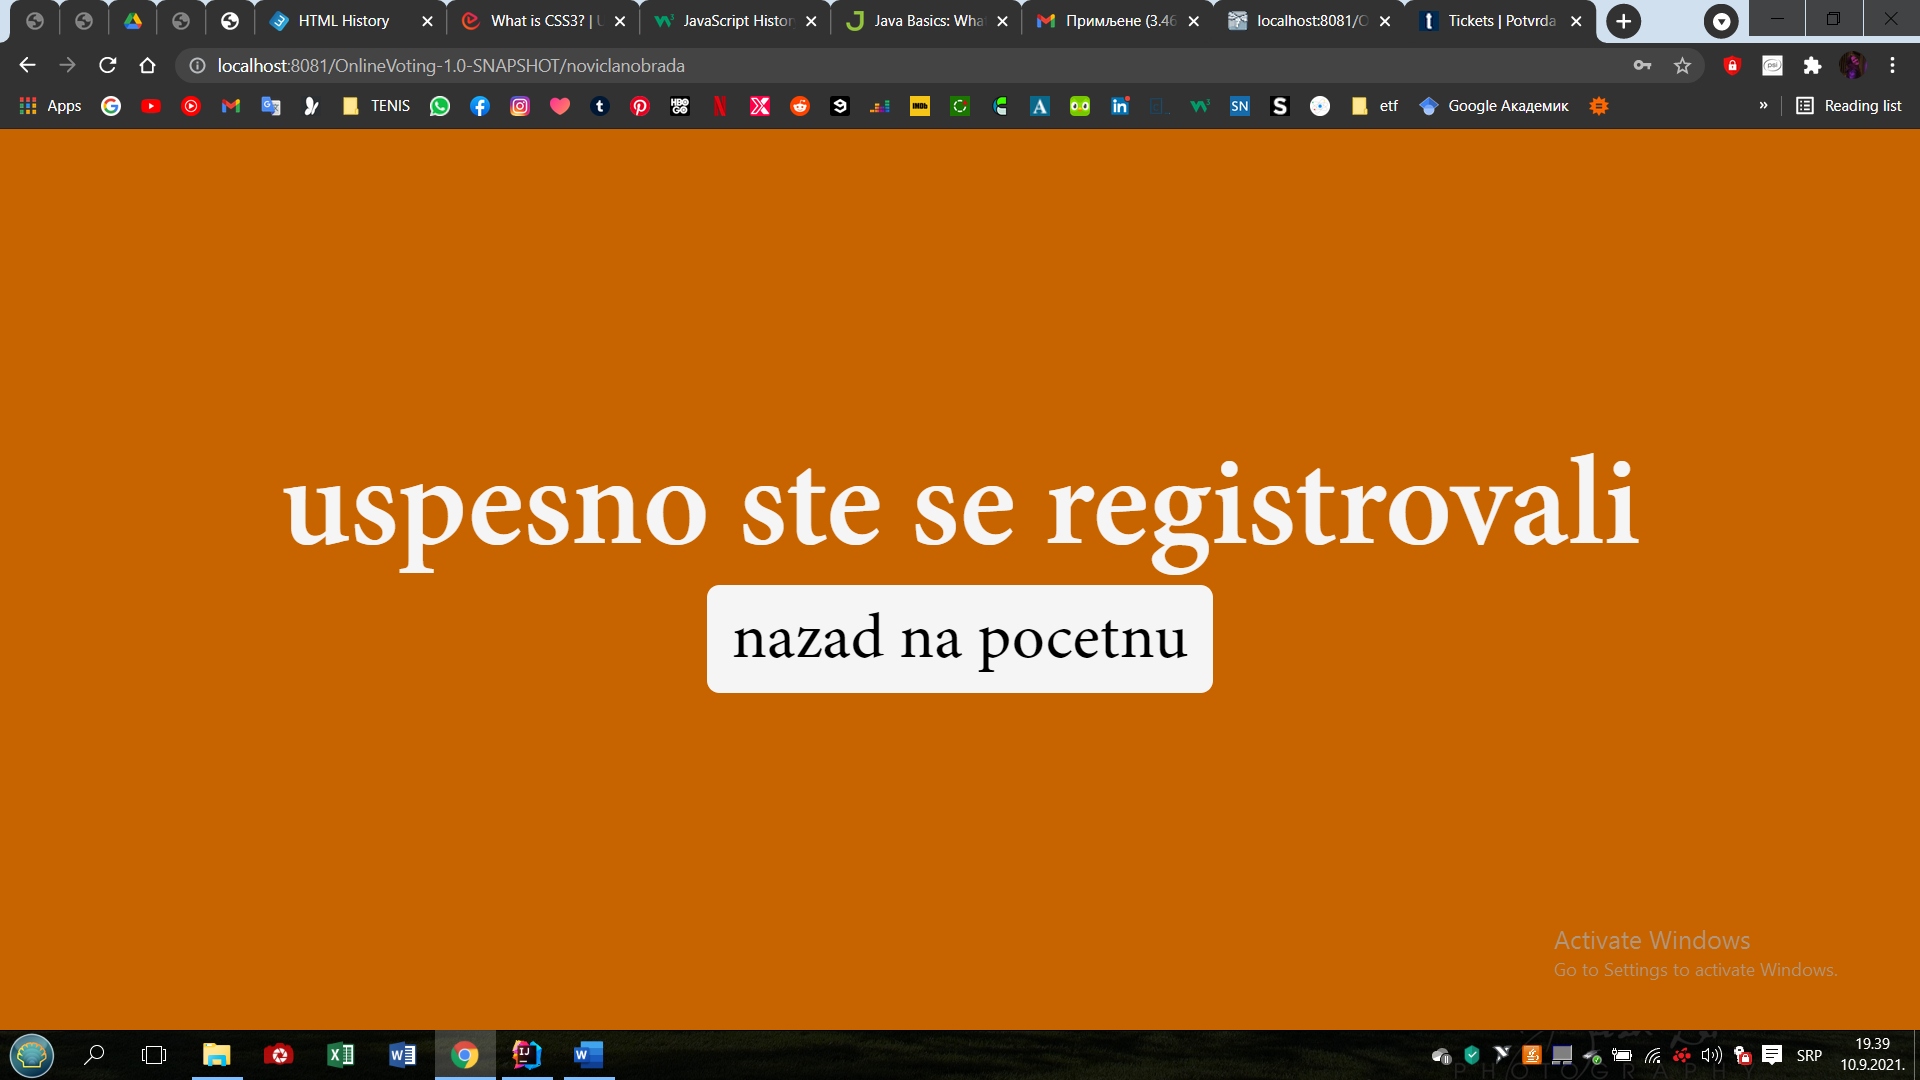 HTML History
What is CSS3? | U
JavaScript Histor
Java Basics: Wha
Примљене (3.46
localhost:8081/O
Tickets | Potvrda
localhost:8081/OnlineVoting-1.0-SNAPSHOT/noviclanobrada
Apps
TENIS
etf
Google Академик
»
Reading list
uspesno ste se registrovali
nazad na pocetnu
Activate Windows
Go to Settings to activate Windows.
SRP
19.39
10.9.2021.
PHOTOGRAPHY